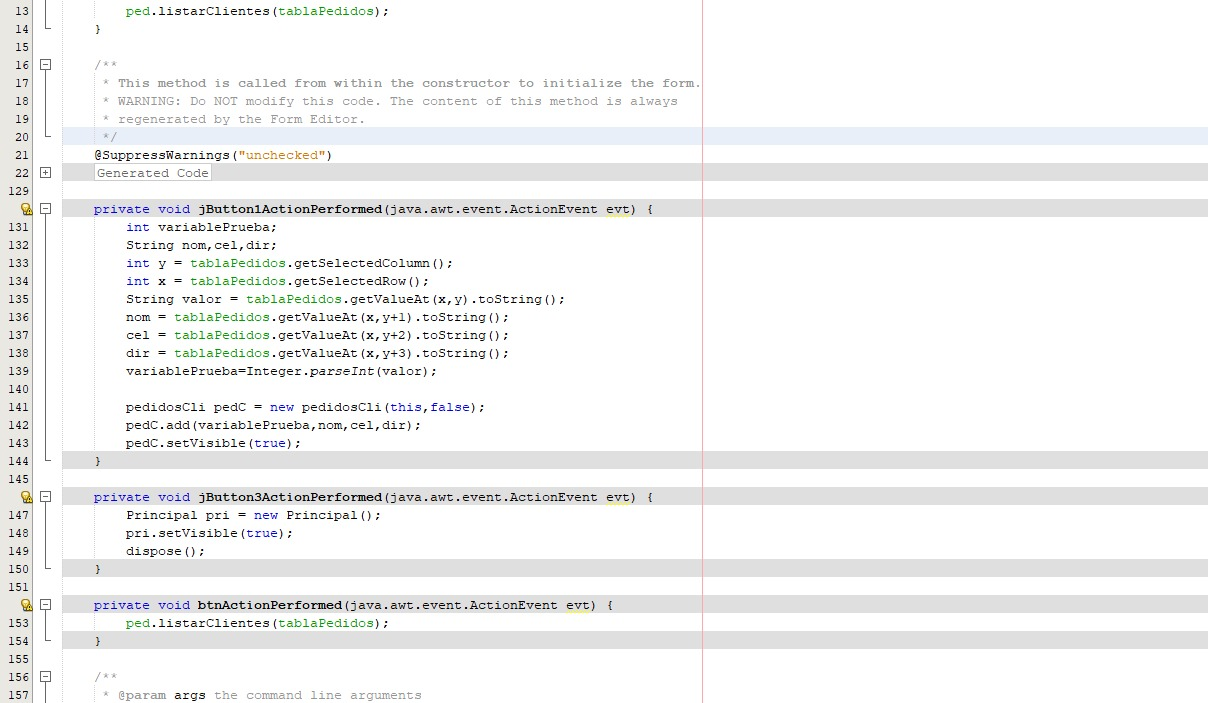 13 ped.listarClientes(tablaPedidos);
14 }
15
16 /**
17 * This method is called from within the constructor to initialize the form.
18 * WARNING: Do NOT modify this code. The content of this method is always
19 * regenerated by the Form Editor.
20 */
21 @SuppressWarnings("unchecked")
22 Generated Code
129
private void jButton1ActionPerformed(java.awt.event.ActionEvent evt) {
131 int variablePrueba;
132 String nom,cel,dir;
133 int y = tablaPedidos.getSelectedColumn();
134 int x = tablaPedidos.getSelectedRow();
135 String valor = tablaPedidos.getValueAt(x,y).toString();
136 nom = tablaPedidos.getValueAt(x,y+1).toString();
137 cel = tablaPedidos.getValueAt(x,y+2).toString();
138 dir = tablaPedidos.getValueAt(x,y+3).toString();
139 variablePrueba=Integer.parseInt(valor);
140
141 pedidosCli pedC = new pedidosCli(this,false);
142 pedC.add(variablePrueba,nom,cel,dir);
143 pedC.setVisible(true);
144 }
145
private void jButton3ActionPerformed(java.awt.event.ActionEvent evt) {
147 Principal pri = new Principal();
148 pri.setVisible(true);
149 dispose();
150 }
151
private void btnActionPerformed(java.awt.event.ActionEvent evt) {
153 ped.listarClientes(tablaPedidos);
154 }
155
156 /**
157 * @param args the command line arguments